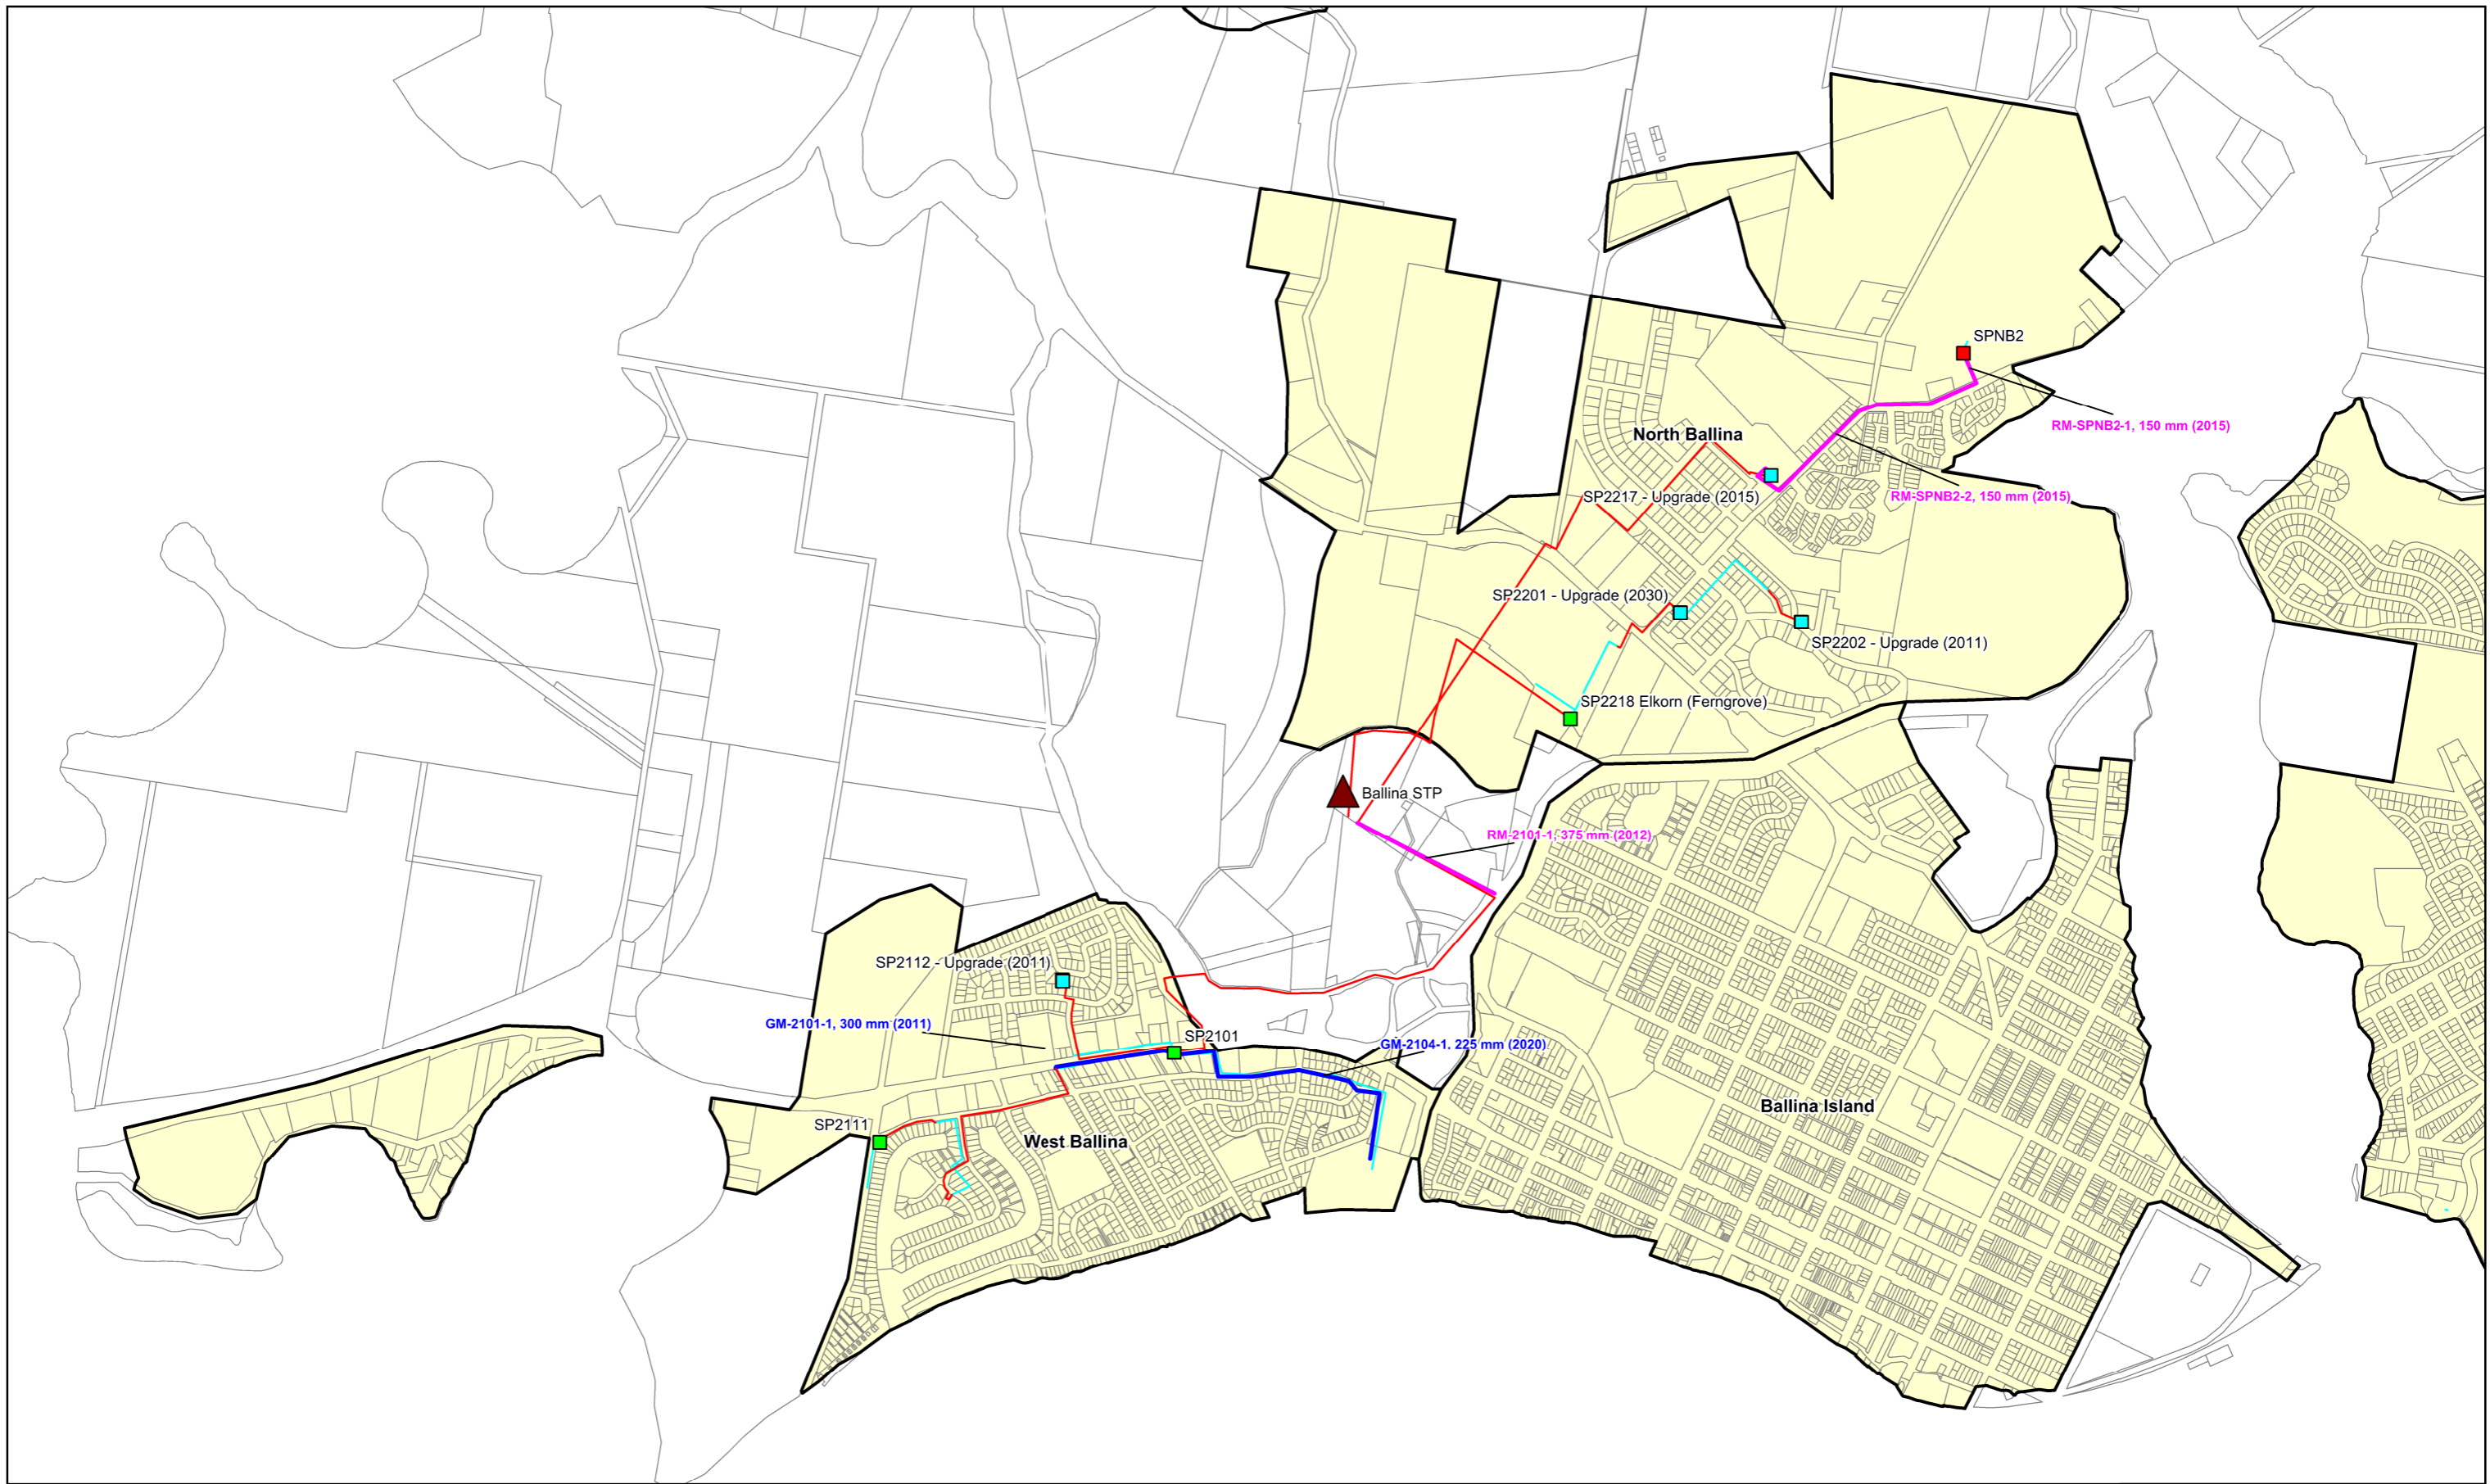 SPNB2
RM-SPNB2-1, 150 mm (2015)
North Ballina
SP2217 - Upgrade (2015)
RM-SPNB2-2, 150 mm (2015)
SP2201 - Upgrade (2030)
SP2202 - Upgrade (2011)
SP2218 Elkorn (Ferngrove)
Ballina STP
RM-2101-1, 375 mm (2012)
SP2112 - Upgrade (2011)
GM-2101-1, 300 mm (2011)
SP2101
GM-2104-1. 225 mm (2020)
Ballina Island
SP2111
West Ballina